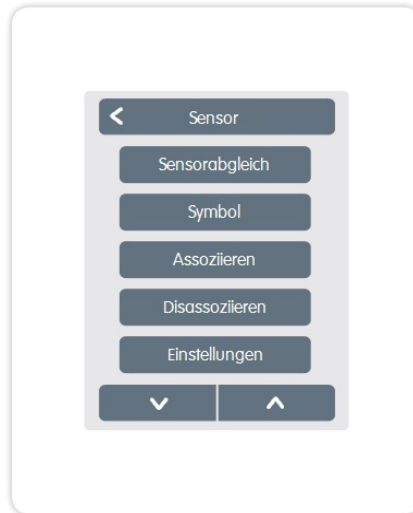 Sensor
Sensorabgleich
Symbol
Assoziieren
Disassoziieren
Einstellungen